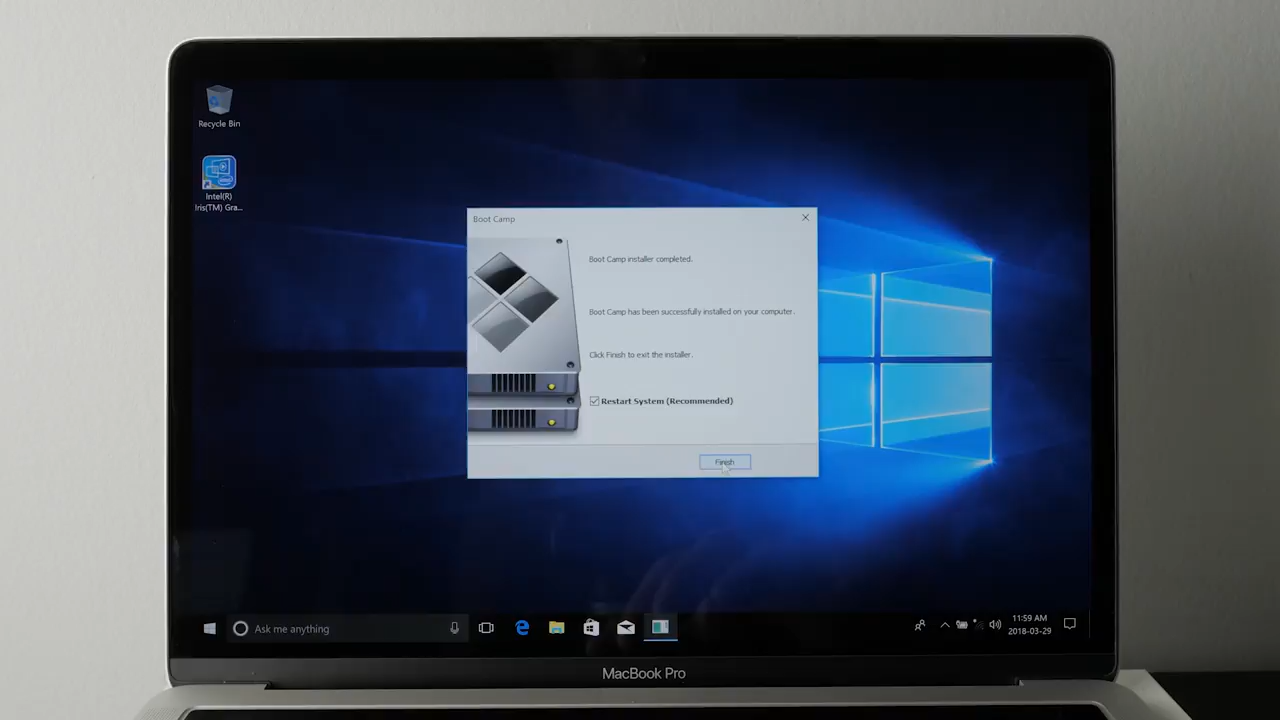 Recycle Bin
Intel(R)
Iris(TM) Gra...
Boot Camp
Boot Camp installer completed.
Boot Camp has been successfully installed on your computer.
Click Finish to exit the installer.
Restart System (Recommended)
Finish
Ask me anything
11:59 AM
2018-03-29
MacBook Pro